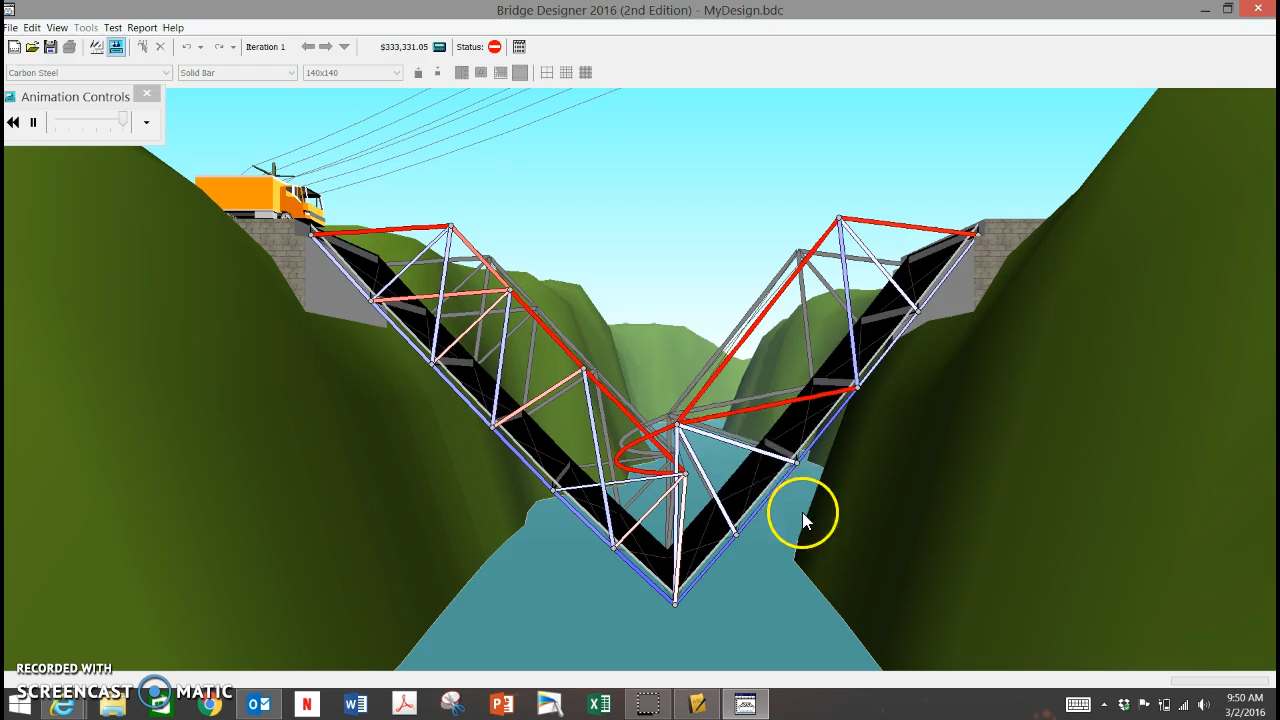 Bridge Designer 2016 (2nd Edition) - MyDesign.bdc
File Edit View Tools Test Report Help
Iteration 1 $333,331.05 Status:
Carbon Steel Solid Bar 140x140
Animation Controls
RECORDED WITH
SCREENCAST MATIC
N
9:50 AM
3/2/2016